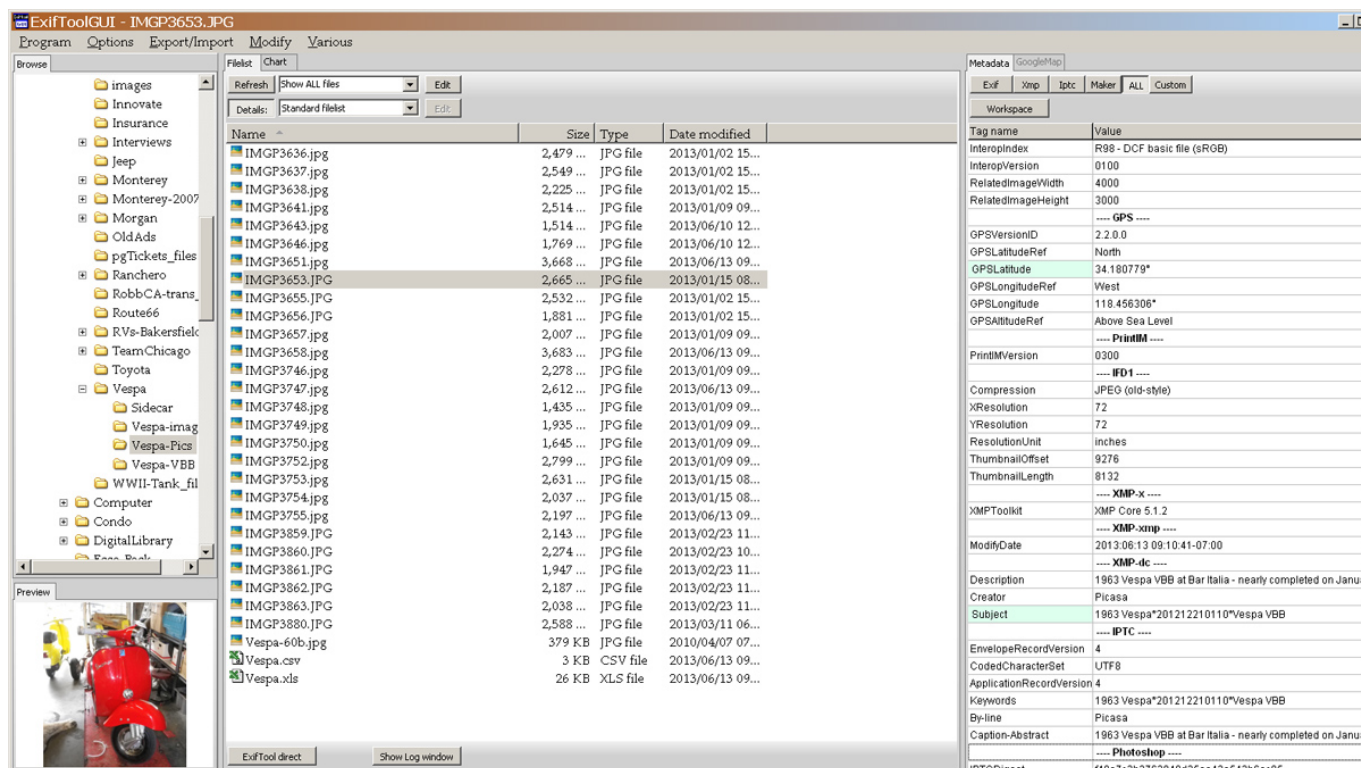 ExifToolGUI - IMGP3653.JPG
Program Options Export/Import Modify Various
Browse
images
Innovate
Insurance
Interviews
Jeep
Monterey
Monterey-2007
Morgan
OldAds
pgTickets_files
Ranchero
RobbCA-trans_
Route66
RVs-Bakersfield
TeamChicago
Toyota
Vespa
Sidecar
Vespa-imag
Vespa-Pics
Vespa-VBB
WWII-Tank_fil
Computer
Condo
DigitalLibrary
Preview
Filelist Chart
Refresh Show ALL files Edit
Details: Standard filelist Edit
Name Size Type Date modified
IMGP3636.jpg 2,479 ... JPG file 2013/01/02 15...
IMGP3637.jpg 2,549 ... JPG file 2013/01/02 15...
IMGP3638.jpg 2,225 ... JPG file 2013/01/02 15...
IMGP3641.jpg 2,514 ... JPG file 2013/01/09 09...
IMGP3643.jpg 1,514 ... JPG file 2013/06/10 12...
IMGP3646.jpg 1,769 ... JPG file 2013/06/10 12...
IMGP3651.jpg 3,668 ... JPG file 2013/06/13 09...
IMGP3653.JPG 2,665 ... JPG file 2013/01/15 08...
IMGP3655.JPG 2,532 ... JPG file 2013/01/02 15...
IMGP3656.JPG 1,881 ... JPG file 2013/01/02 15...
IMGP3657.jpg 2,007 ... JPG file 2013/01/09 09...
IMGP3658.jpg 3,683 ... JPG file 2013/06/13 09...
IMGP3746.jpg 2,278 ... JPG file 2013/01/09 09...
IMGP3747.jpg 2,612 ... JPG file 2013/06/13 09...
IMGP3748.jpg 1,435 ... JPG file 2013/01/09 09...
IMGP3749.jpg 1,935 ... JPG file 2013/01/09 09...
IMGP3750.jpg 1,645 ... JPG file 2013/01/09 09...
IMGP3752.jpg 2,799 ... JPG file 2013/01/09 09...
IMGP3753.jpg 2,631 ... JPG file 2013/01/15 08...
IMGP3754.jpg 2,037 ... JPG file 2013/01/15 08...
IMGP3755.jpg 2,197 ... JPG file 2013/06/13 09...
IMGP3859.JPG 2,143 ... JPG file 2013/02/23 11...
IMGP3860.JPG 2,274 ... JPG file 2013/02/23 10...
IMGP3861.JPG 1,947 ... JPG file 2013/02/23 11...
IMGP3862.JPG 2,187 ... JPG file 2013/02/23 11...
IMGP3863.JPG 2,038 ... JPG file 2013/02/23 11...
IMGP3880.JPG 2,588 ... JPG file 2013/03/11 06...
Vespa-60b.jpg 379 KB JPG file 2010/04/07 07...
Vespa.csv 3 KB CSV file 2013/06/13 09...
Vespa.xls 26 KB XLS file 2013/06/13 09...
ExifTool direct Show Log window
Metadata GoogleMap
Exif Xmp Iptc Maker ALL Custom
Workspace
Tag name Value
InteropIndex R98 - DCF basic file (sRGB)
InteropVersion 0100
RelatedImageWidth 4000
RelatedImageHeight 3000
---- GPS ----
GPSVersionID 2.2.0.0
GPSLatitudeRef North
GPSLatitude 34.180779°
GPSLongitudeRef West
GPSLongitude 118.456306°
GPSAltitudeRef Above Sea Level
---- PrintIM ----
PrintIMVersion 0300
---- IFD1 ----
Compression JPEG (old-style)
XResolution 72
YResolution 72
ResolutionUnit inches
ThumbnailOffset 9276
ThumbnailLength 8132
---- XMP-x ----
XMPToolkit XMP Core 5.1.2
---- XMP-xmp ----
ModifyDate 2013:06:13 09:10:41-07:00
---- XMP-dc ----
Description 1963 Vespa VBB at Bar Italia - nearly completed on Janu
Creator Picasa
Subject 1963 Vespa*201212210110*Vespa VBB
---- IPTC ----
EnvelopeRecordVersion 4
CodedCharacterSet UTF8
ApplicationRecordVersion 4
Keywords 1963 Vespa*201212210110*Vespa VBB
By-line Picasa
Caption-Abstract 1963 Vespa VBB at Bar Italia - nearly completed on Janu
---- Photoshop ----